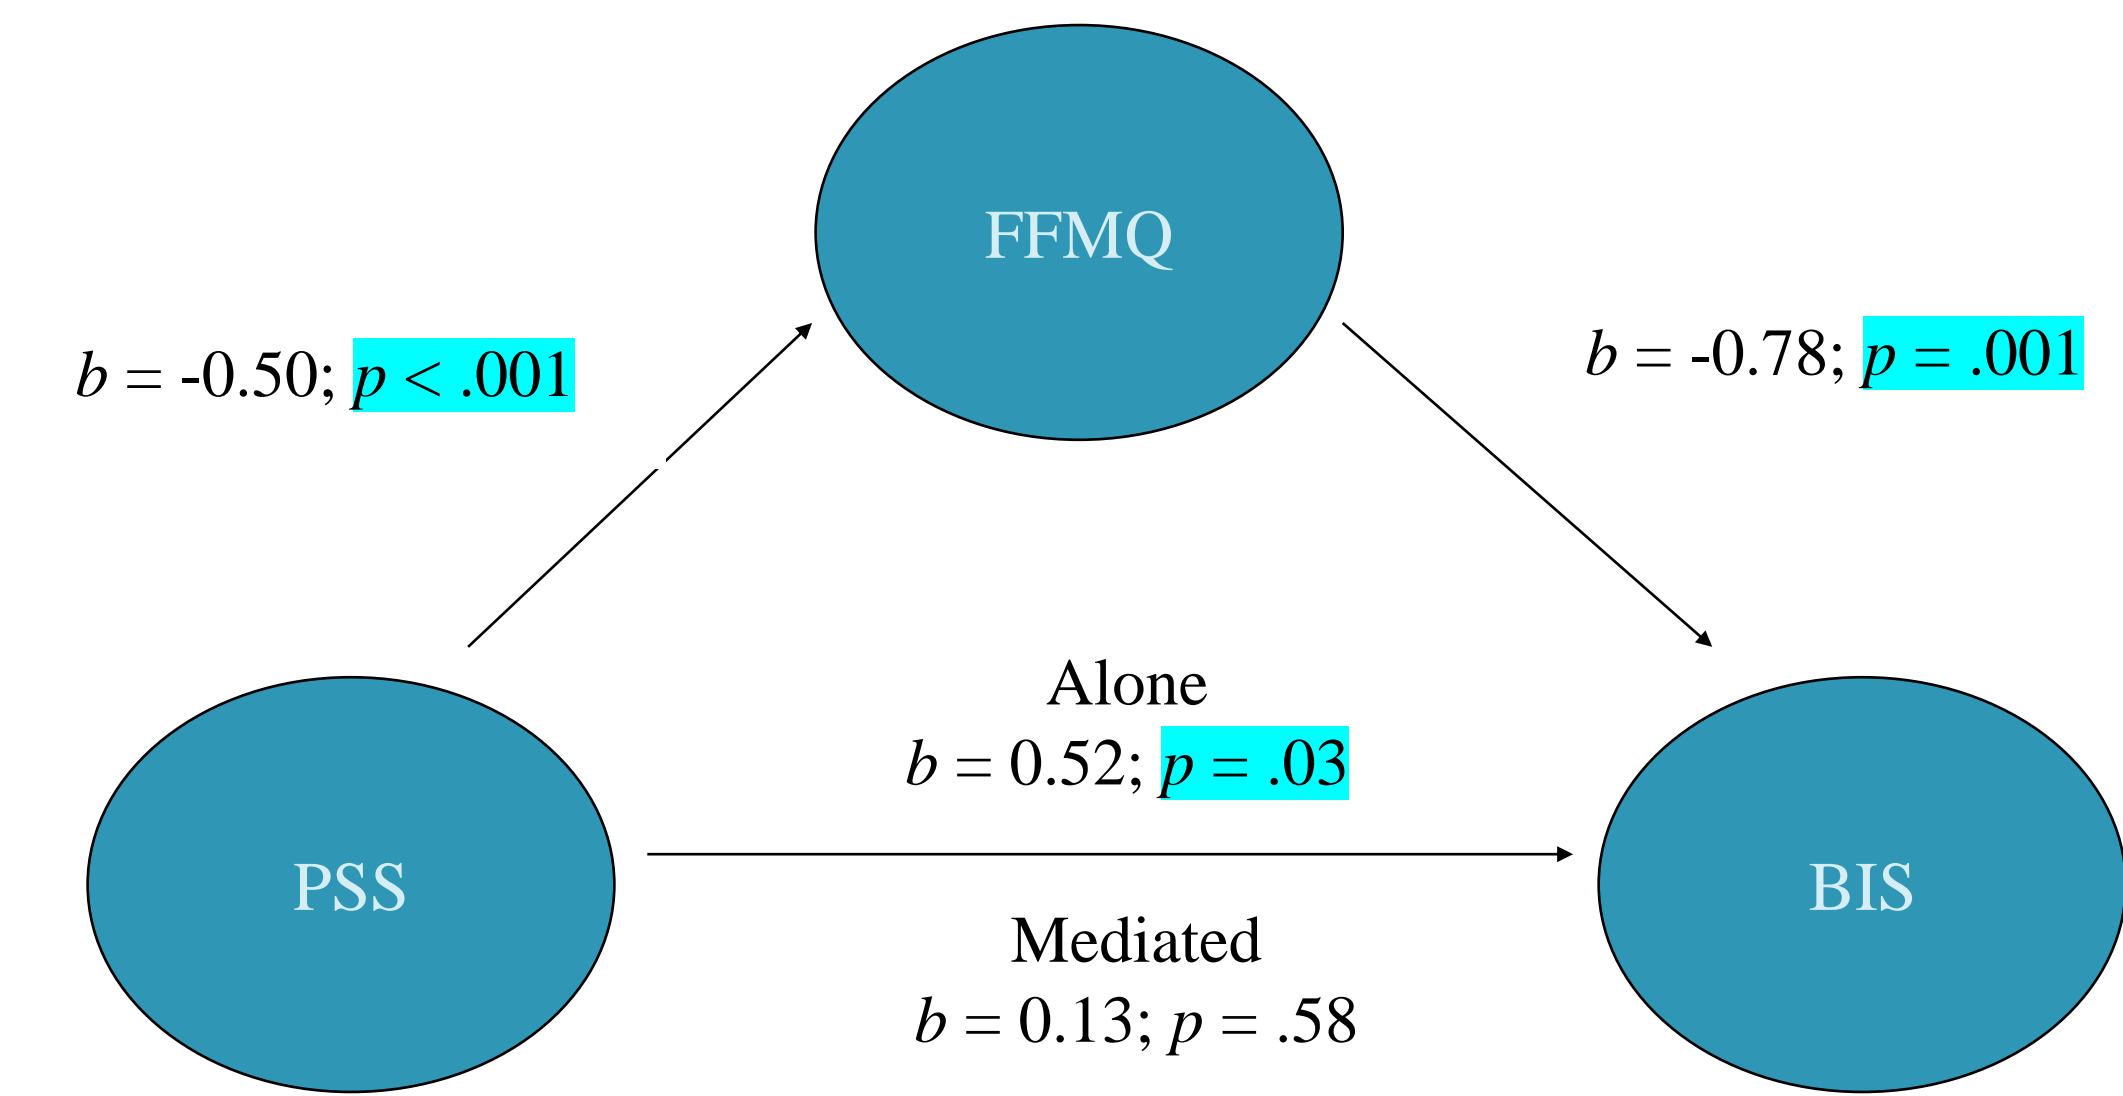 FFMQ
b = -0.50; p < .001
b = -0.78; p = .001
Alone
b = 0.52; p = .03
PSS
BIS
Mediated
b = 0.13; p = .58